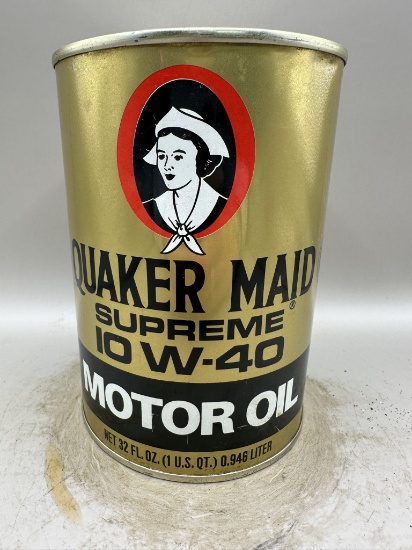 QUAKER MAID®
SUPREME
10 W-40
MOTOR OIL
NET 32 FL. OZ. (1 U.S. QT.) 0.946 LITER